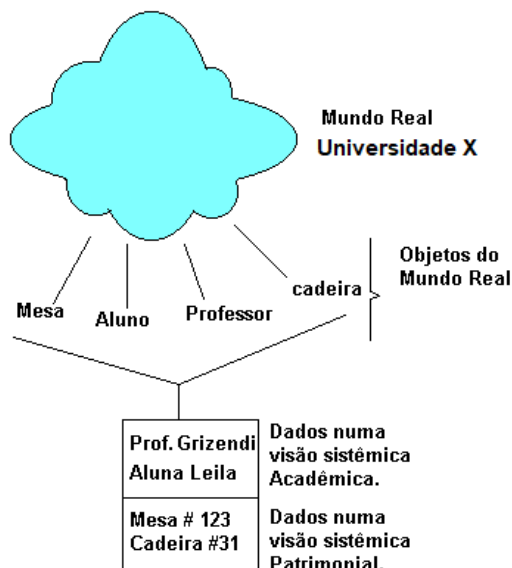 Mundo Real
Universidade X
Objetos do
Mundo Real
Mesa
Aluno
Professor
cadeira
Prof. Grizendi
Aluna Leila
Dados numa
visão sistêmica
Acadêmica.
Mesa # 123
Cadeira #31
Dados numa
visão sistêmica
Patrimonial.